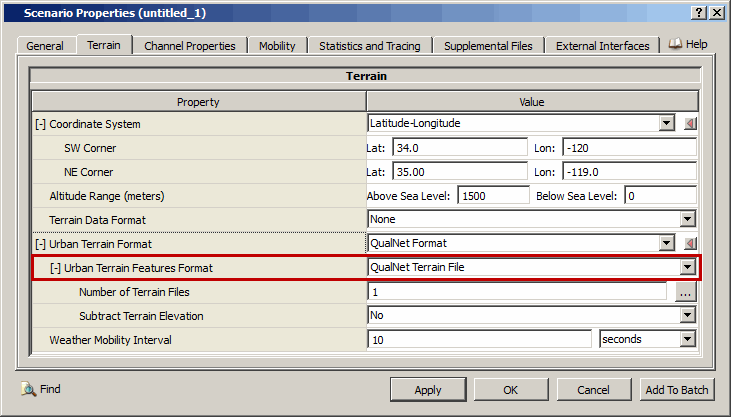 Scenario Properties (untitled_1)
General Terrain Channel Properties Mobility Statistics and Tracing Supplemental Files External Interfaces Help
Terrain
Property Value
[-] Coordinate System Latitude-Longitude
SW Corner Lat: 34.0 Lon: -120
NE Corner Lat: 35.00 Lon: -119.0
Altitude Range (meters) Above Sea Level: 1500 Below Sea Level: 0
Terrain Data Format None
[-] Urban Terrain Format QualNet Format
[-] Urban Terrain Features Format QualNet Terrain File
Number of Terrain Files 1 ...
Subtract Terrain Elevation No
Weather Mobility Interval 10 seconds
Find Apply OK Cancel Add To Batch